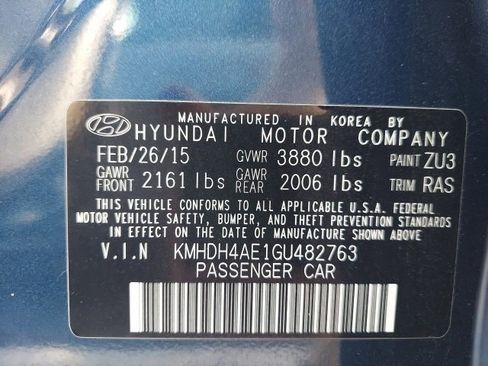 MANUFACTURED IN KOREA BY
HYUNDAI MOTOR COMPANY
FEB/26/15 GVWR 3880 lbs PAINT ZU3
GAWR FRONT 2161 lbs GAWR REAR 2006 lbs TRIM RAS
THIS VEHICLE CONFORMS TO ALL APPLICABLE U.S.A. FEDERAL
MOTOR VEHICLE SAFETY, BUMPER, AND THEFT PREVENTION STANDARDS
IN EFFECT ON THE DATE OF MANUFACTURE SHOWN ABOVE.
V.I.N KMHDH4AE1GU482763
PASSENGER CAR